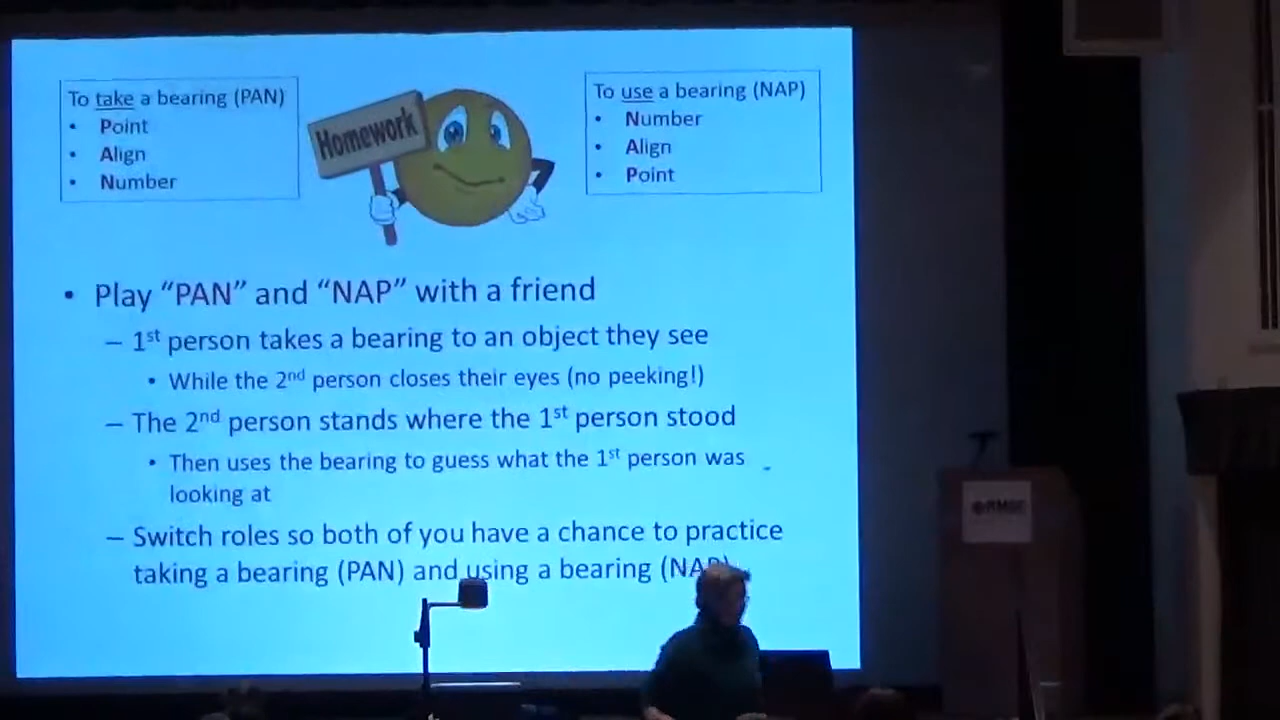 To take a bearing (PAN)
• Point
• Align
• Number
Homework
To use a bearing (NAP)
• Number
• Align
• Point
• Play “PAN” and “NAP” with a friend
– 1st person takes a bearing to an object they see
• While the 2nd person closes their eyes (no peeking!)
– The 2nd person stands where the 1st person stood
• Then uses the bearing to guess what the 1st person was
looking at
– Switch roles so both of you have a chance to practice
taking a bearing (PAN) and using a bearing (NAP)